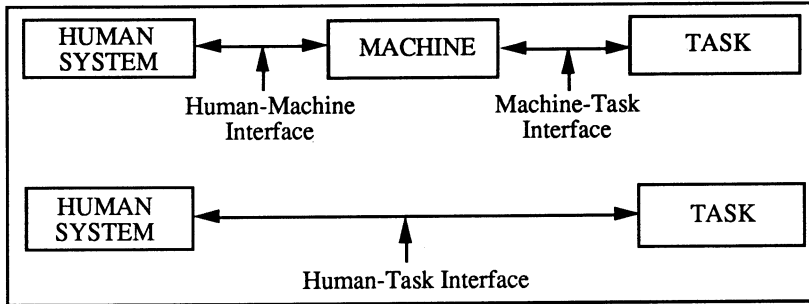 HUMAN
SYSTEM
MACHINE
TASK
Human-Machine
Interface
Machine-Task
Interface
HUMAN
SYSTEM
TASK
Human-Task Interface